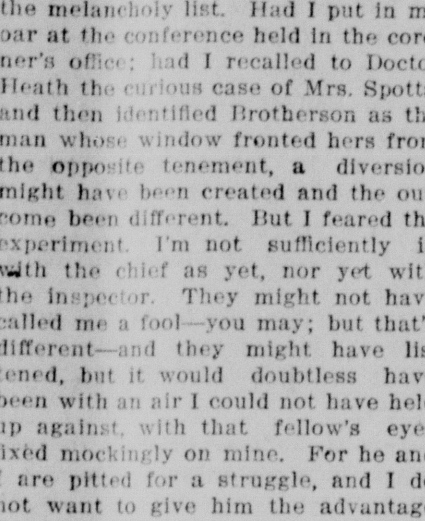 the melancholy list. Had I put in m
oar at the conference held in the cor
ner's office; had I recalled to Docto
Heath the curious case of Mrs. Spotts
and then identified Brotherson as th
man whose window fronted hers fron
the opposite tenement, a diversio
might have been created and the ou
come been different. But I feared th
experiment. I'm not sufficiently i
with the chief as yet, nor yet wit
the inspector. They might not hav
called me a fool—you may; but that'
different—and they might have lis
tened, but it would doubtless hav
been with an air I could not have hel
up against, with that fellow's eye
ixed mockingly on mine. For he an
I are pitted for a struggle, and I d
not want to give him the advantag